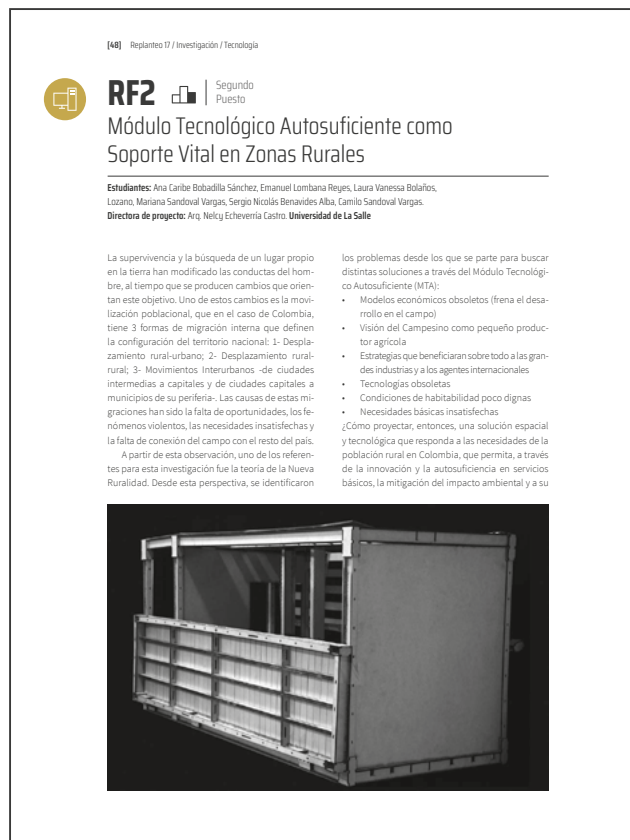 [48] Replanteo 17 / Investigación / Tecnología
RF2
Segundo
Puesto
Módulo Tecnológico Autosuficiente como
Soporte Vital en Zonas Rurales
Estudiantes: Ana Caribe Bobadilla Sánchez, Emanuel Lombana Reyes, Laura Vanessa Bolaños,
Lozano, Mariana Sandoval Vargas, Sergio Nicolás Benavides Alba, Camilo Sandoval Vargas.
Directora de proyecto: Arq. Nelcy Echeverría Castro. Universidad de La Salle
La supervivencia y la búsqueda de un lugar propio
en la tierra han modificado las conductas del hom-
bre, al tiempo que se producen cambios que orien-
tan este objetivo. Uno de estos cambios es la movi-
lización poblacional, que en el caso de Colombia,
tiene 3 formas de migración interna que definen
la configuración del territorio nacional: 1- Despla-
zamiento rural-urbano; 2- Desplazamiento rural-
rural; 3- Movimientos Interurbanos -de ciudades
intermedias a capitales y de ciudades capitales a
municipios de su periferia-. Las causas de estas mi-
graciones han sido la falta de oportunidades, los fe-
nómenos violentos, las necesidades insatisfechas y
la falta de conexión del campo con el resto del país.
A partir de esta observación, uno de los referen-
tes para esta investigación fue la teoría de la Nueva
Ruralidad. Desde esta perspectiva, se identificaron
los problemas desde los que se parte para buscar
distintas soluciones a través del Módulo Tecnológi-
co Autosuficiente (MTA):
• Modelos económicos obsoletos (frena el desa-
rrollo en el campo)
• Visión del Campesino como pequeño produc-
tor agrícola
• Estrategias que beneficiaran sobre todo a las gran-
des industrias y a los agentes internacionales
• Tecnologías obsoletas
• Condiciones de habitabilidad poco dignas
• Necesidades básicas insatisfechas
¿Cómo proyectar, entonces, una solución espacial
y tecnológica que responda a las necesidades de la
población rural en Colombia, que permita, a través
de la innovación y la autosuficiencia en servicios
básicos, la mitigación del impacto ambiental y a su